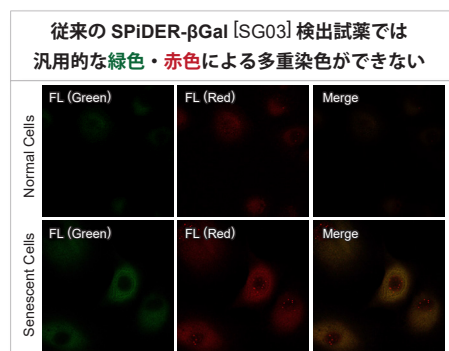 従来の SPiDER-βGal [SG03] 検出試薬では
汎用的な緑色・赤色による多重染色ができない
FL (Green)
FL (Red)
Merge
Normal Cells
FL (Green)
FL (Red)
Merge
Senescent Cells